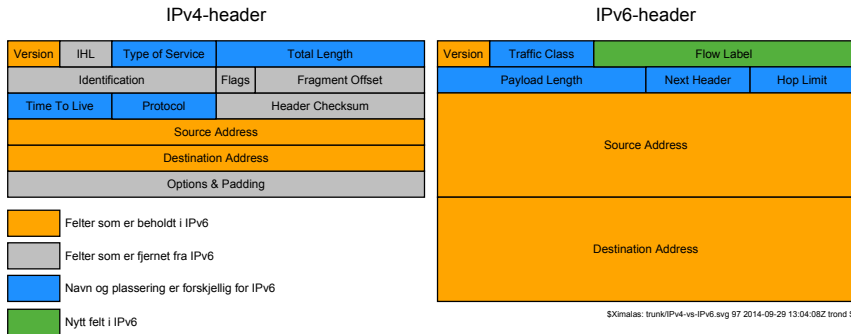 IPv4-header
Version IHL Type of Service Total Length
Identification Flags Fragment Offset
Time To Live Protocol Header Checksum
Source Address
Destination Address
Options & Padding
Felter som er beholdt i IPv6
Felter som er fjernet fra IPv6
Navn og plassering er forskjellig for IPv6
Nytt felt i IPv6
IPv6-header
Version Traffic Class Flow Label
Payload Length Next Header Hop Limit
Source Address
Destination Address
$Ximalas: trunk/IPv4-vs-IPv6.svg 97 2014-09-29 13:04:08Z trond $